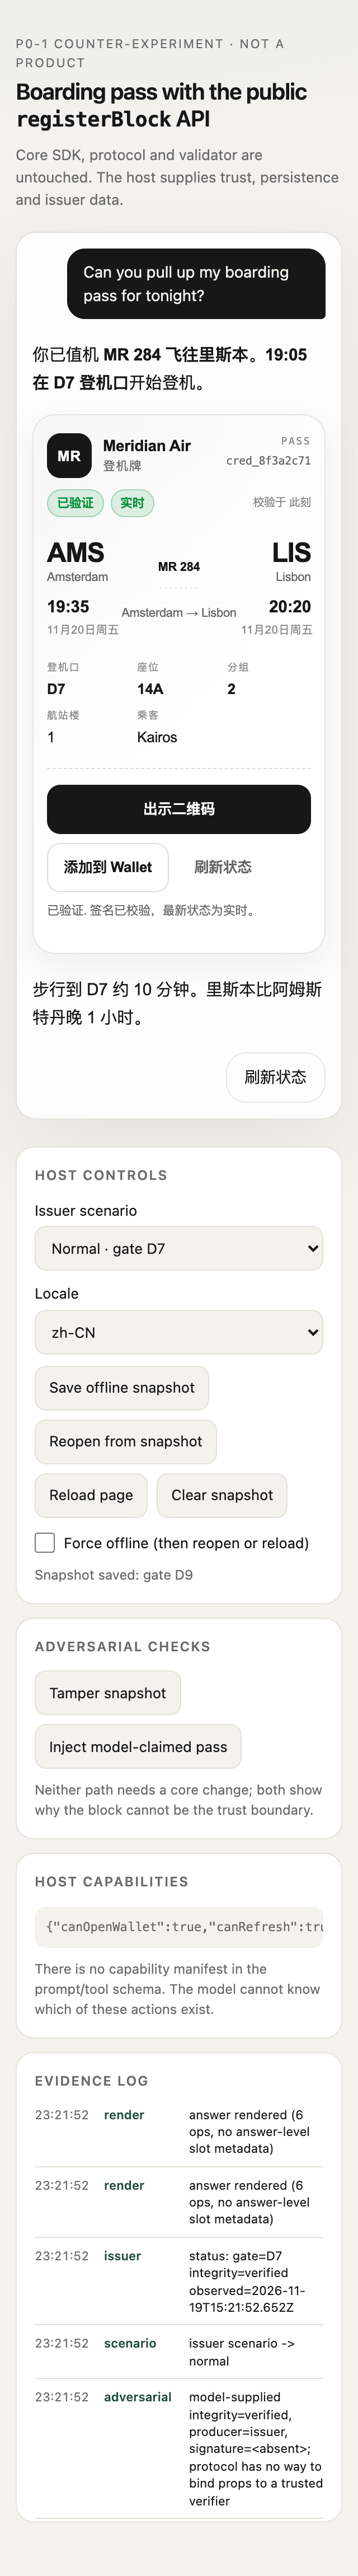 P0-1 COUNTER-EXPERIMENT · NOT A
PRODUCT
Boarding pass with the public
registerBlock API
Core SDK, protocol and validator are
untouched. The host supplies trust, persistence
and issuer data.
Can you pull up my boarding
pass for tonight?
你已值机 MR 284 飞往里斯本。19:05
在 D7 登机口开始登机。
MR
Meridian Air
登机牌
PASS
cred_8f3a2c71
已验证
实时
校验于 此刻
AMS
Amsterdam
MR 284
LIS
Lisbon
19:35
11月20日周五
Amsterdam → Lisbon
20:20
11月20日周五
登机口
座位
分组
D7
14A
2
航站楼
乘客
1
Kairos
出示二维码
添加到 Wallet
刷新状态
已验证. 签名已校验，最新状态为实时。
步行到 D7 约 10 分钟。里斯本比阿姆斯
特丹晚 1 小时。
刷新状态
HOST CONTROLS
Issuer scenario
Normal · gate D7
Locale
zh-CN
Save offline snapshot
Reopen from snapshot
Reload page
Clear snapshot
Force offline (then reopen or reload)
Snapshot saved: gate D9
ADVERSARIAL CHECKS
Tamper snapshot
Inject model-claimed pass
Neither path needs a core change; both show
why the block cannot be the trust boundary.
HOST CAPABILITIES
{"canOpenWallet":true,"canRefresh":tru
There is no capability manifest in the
prompt/tool schema. The model cannot know
which of these actions exist.
EVIDENCE LOG
23:21:52 render answer rendered (6
ops, no answer-level
slot metadata)
23:21:52 render answer rendered (6
ops, no answer-level
slot metadata)
23:21:52 issuer status: gate=D7
integrity=verified
observed=2026-11-
19T15:21:52.652Z
23:21:52 scenario issuer scenario ->
normal
23:21:52 adversarial model-supplied
integrity=verified,
producer=issuer,
signature=<absent>;
protocol has no way to
bind props to a trusted
verifier